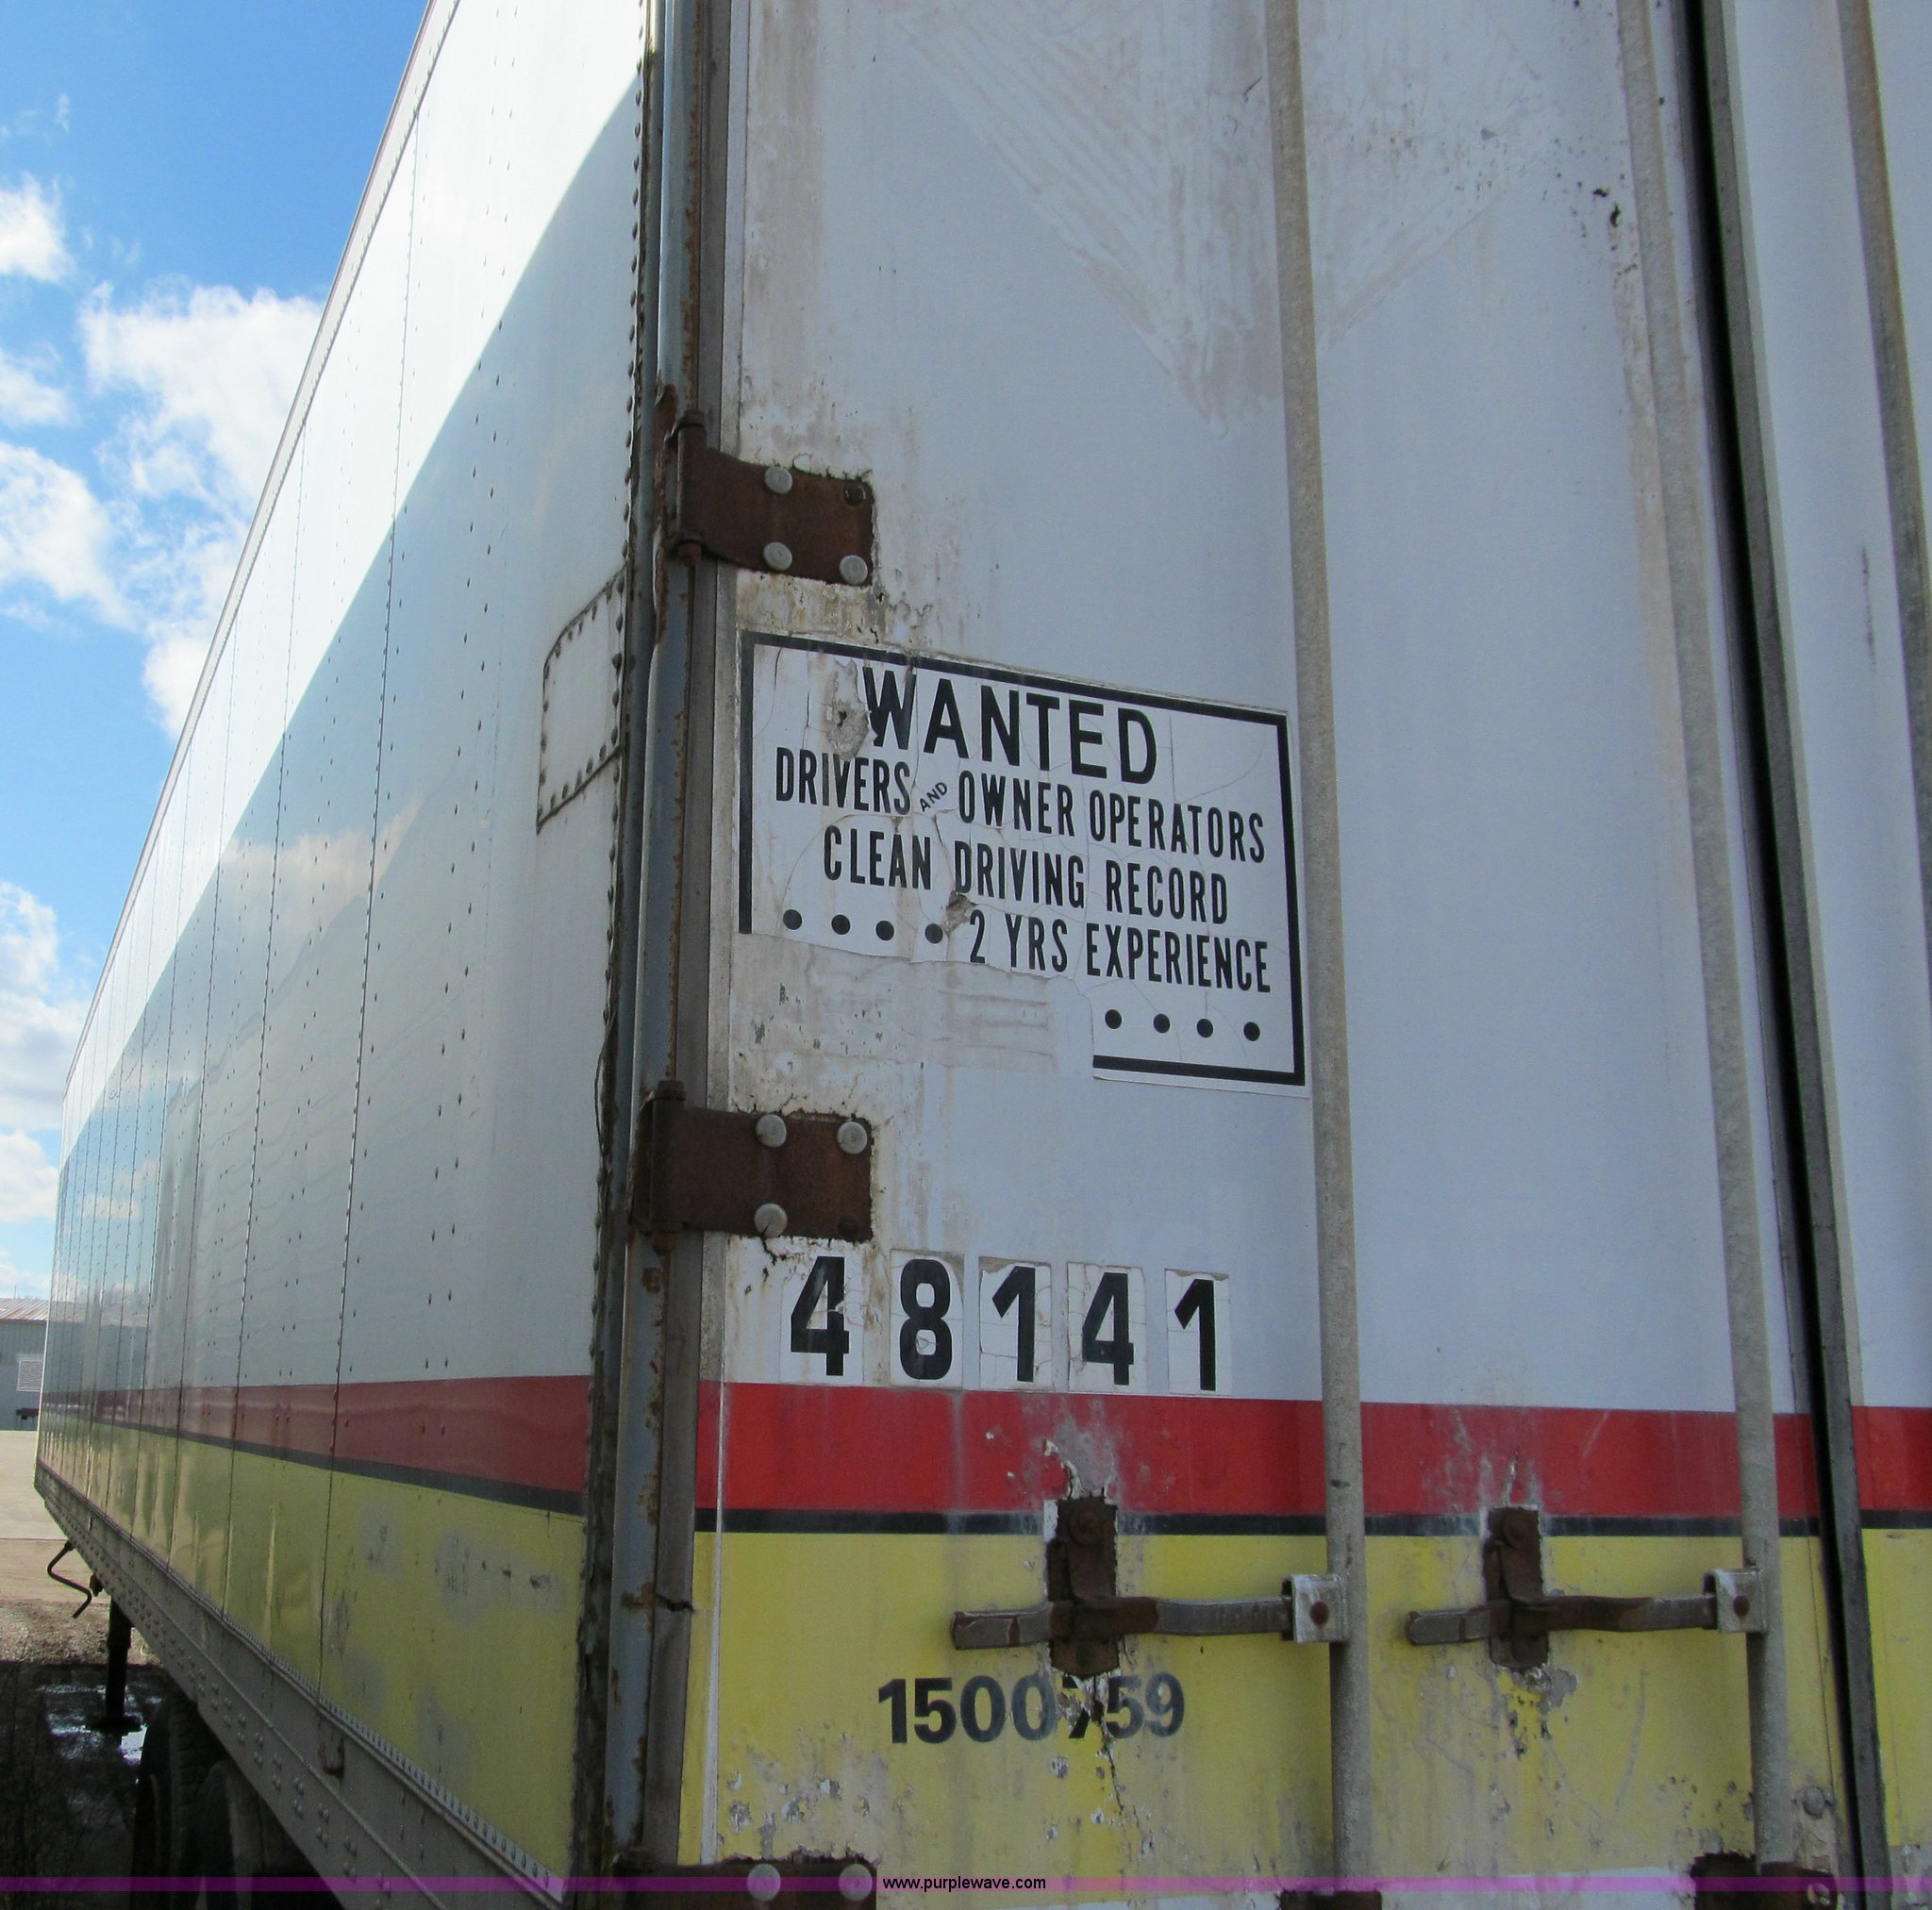 WANTED
DRIVERS AND OWNER OPERATORS
CLEAN DRIVING RECORD
•••• 2 YRS EXPERIENCE
••••
48141
www.purplewave.com